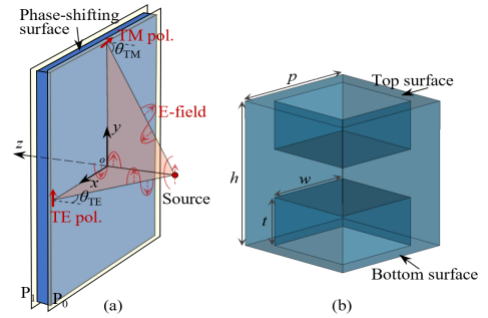 Phase-shifting
surface
TM pol.
θTM
E-field
y
z
o
x
θTE
TE pol.
Source
P1
P0
(a)
p
Top surface
h
w
t
Bottom surface
(b)